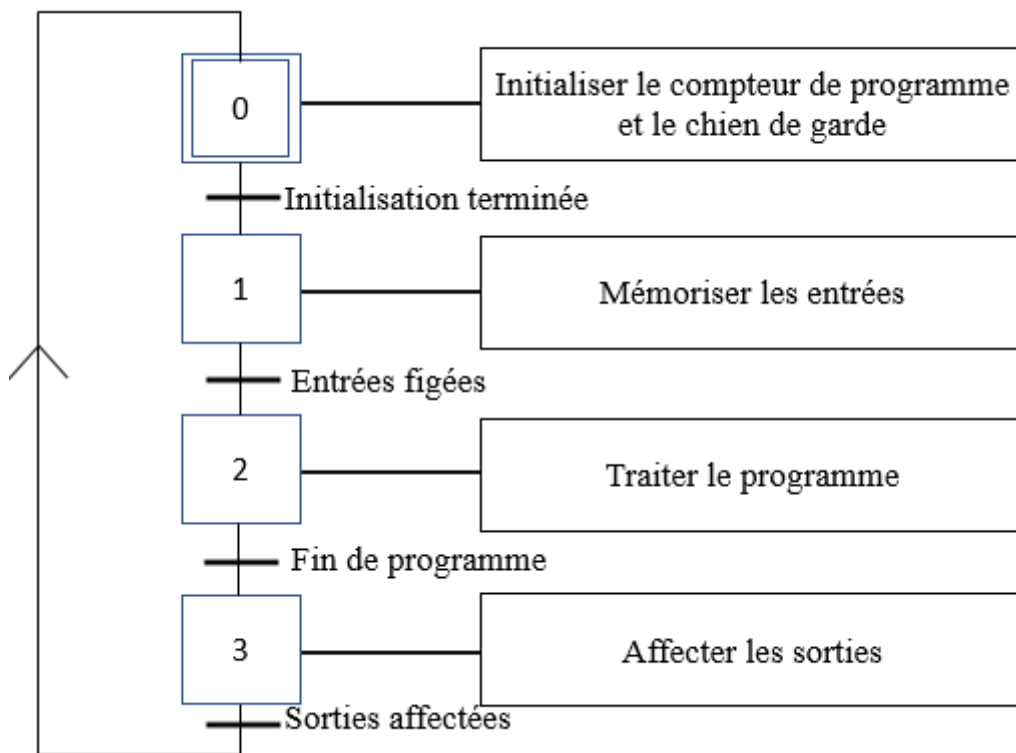 0
Initialiser le compteur de programme
et le chien de garde
Initialisation terminée
1
Mémoriser les entrées
Entrées figées
2
Traiter le programme
Fin de programme
3
Affecter les sorties
Sorties affectées